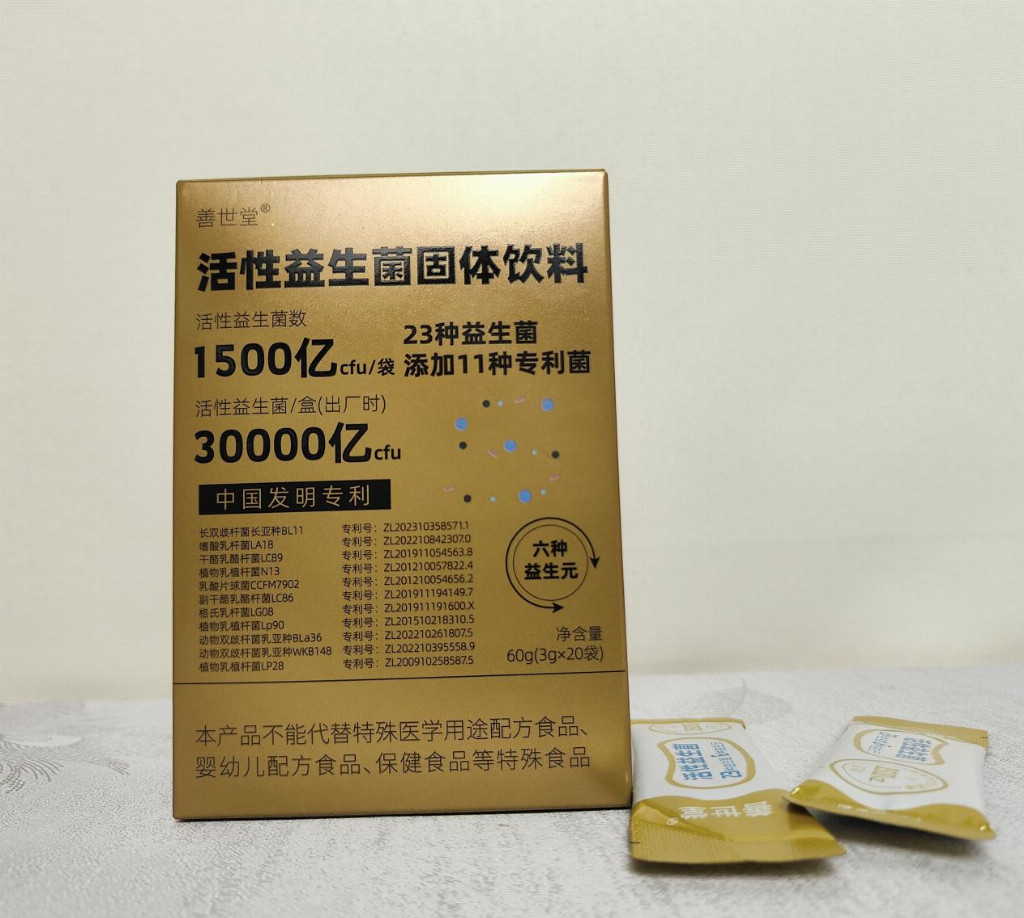 善世堂®
活性益生菌固体饮料
活性益生菌数
1500亿cfu/袋
23种益生菌
添加11种专利菌
活性益生菌/盒(出厂时)
30000亿cfu
中国发明专利
长双歧杆菌长亚种BL11 专利号：ZL202310358571.1
嗜酸乳杆菌LA18 专利号：ZL202210842307.0
干酪乳酪杆菌LC89 专利号：ZL201911054563.8
植物乳植杆菌N13 专利号：ZL201210057822.4
乳酸片球菌CCFM7902 专利号：ZL201210054656.2
副干酪乳酪杆菌LC86 专利号：ZL201911194149.7
格氏乳杆菌LG08 专利号：ZL201911191600.X
植物乳植杆菌Lp90 专利号：ZL201510218310.5
动物双歧杆菌乳亚种BLa36 专利号：ZL202210261807.5
动物双歧杆菌乳亚种WKB148 专利号：ZL202210395558.9
植物乳植杆菌LP28 专利号：ZL200910258587.5
六种
益生元
净含量
60g(3g×20袋)
本产品不能代替特殊医学用途配方食品、
婴幼儿配方食品、保健食品等特殊食品
活性益生菌
善世堂®